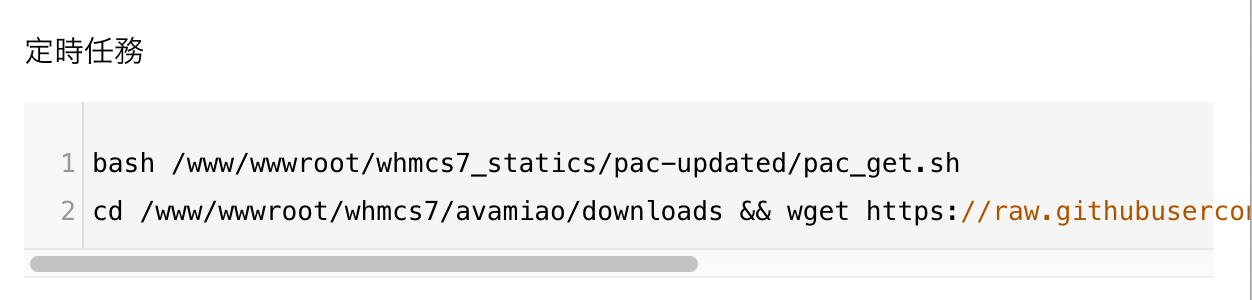 定時任務
1 bash /www/wwwroot/whmcs7_statics/pac-updated/pac_get.sh
2 cd /www/wwwroot/whmcs7/avamiao/downloads && wget https://raw.githubusercon